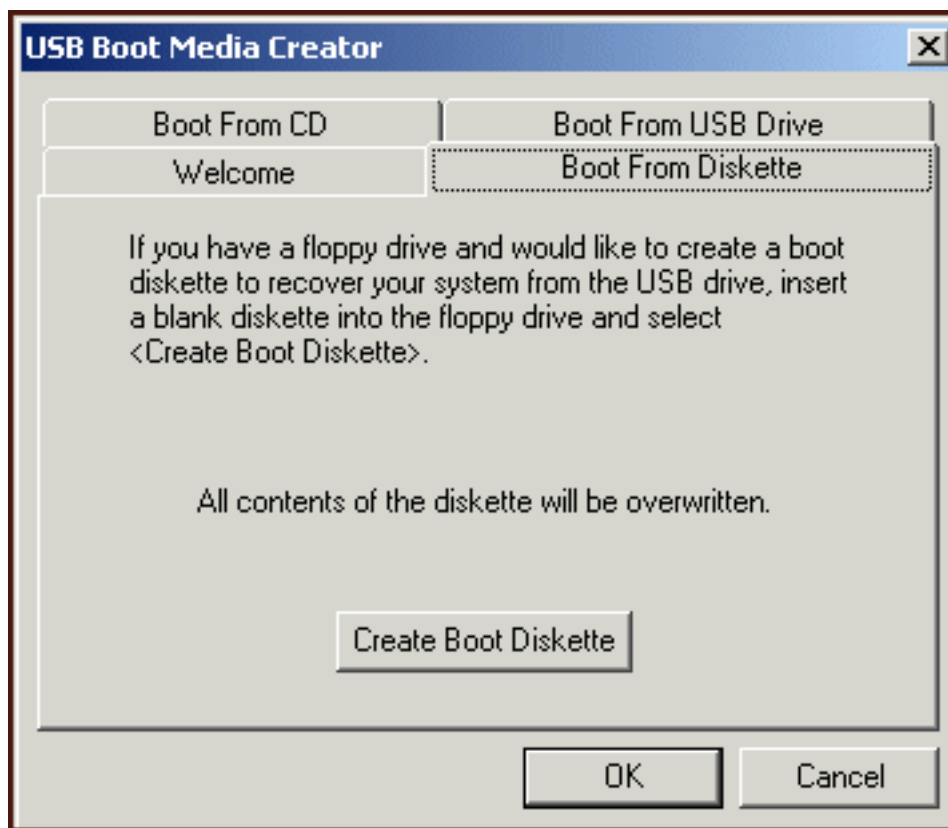 USB Boot Media Creator
Boot From CD
Boot From USB Drive
Welcome
Boot From Diskette
If you have a floppy drive and would like to create a boot
diskette to recover your system from the USB drive, insert
a blank diskette into the floppy drive and select
<Create Boot Diskette>.
All contents of the diskette will be overwritten.
Create Boot Diskette
OK
Cancel